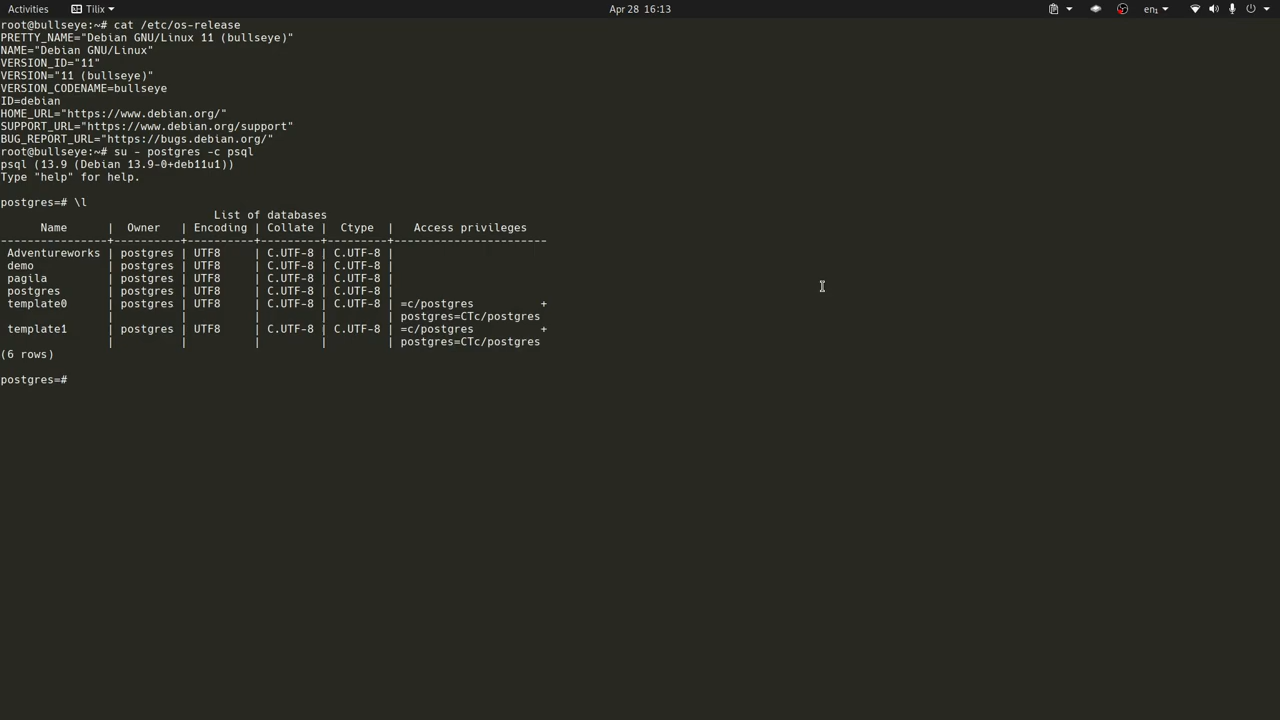 Activities Tilix Apr 28 16:13 en₁
root@bullseye:~# cat /etc/os-release
PRETTY_NAME="Debian GNU/Linux 11 (bullseye)"
NAME="Debian GNU/Linux"
VERSION_ID="11"
VERSION="11 (bullseye)"
VERSION_CODENAME=bullseye
ID=debian
HOME_URL="https://www.debian.org/"
SUPPORT_URL="https://www.debian.org/support"
BUG_REPORT_URL="https://bugs.debian.org/"
root@bullseye:~# su - postgres -c psql
psql (13.9 (Debian 13.9-0+deb11u1))
Type "help" for help.
postgres=# \l
                                List of databases
      Name      |  Owner   | Encoding | Collate |  Ctype  |   Access privileges
----------------+----------+----------+---------+---------+-----------------------
 Adventureworks | postgres | UTF8     | C.UTF-8 | C.UTF-8 |
 demo           | postgres | UTF8     | C.UTF-8 | C.UTF-8 |
 pagila         | postgres | UTF8     | C.UTF-8 | C.UTF-8 |
 postgres       | postgres | UTF8     | C.UTF-8 | C.UTF-8 |
 template0      | postgres | UTF8     | C.UTF-8 | C.UTF-8 | =c/postgres          +
                |          |          |         |         | postgres=CTc/postgres
 template1      | postgres | UTF8     | C.UTF-8 | C.UTF-8 | =c/postgres          +
                |          |          |         |         | postgres=CTc/postgres
(6 rows)
postgres=#